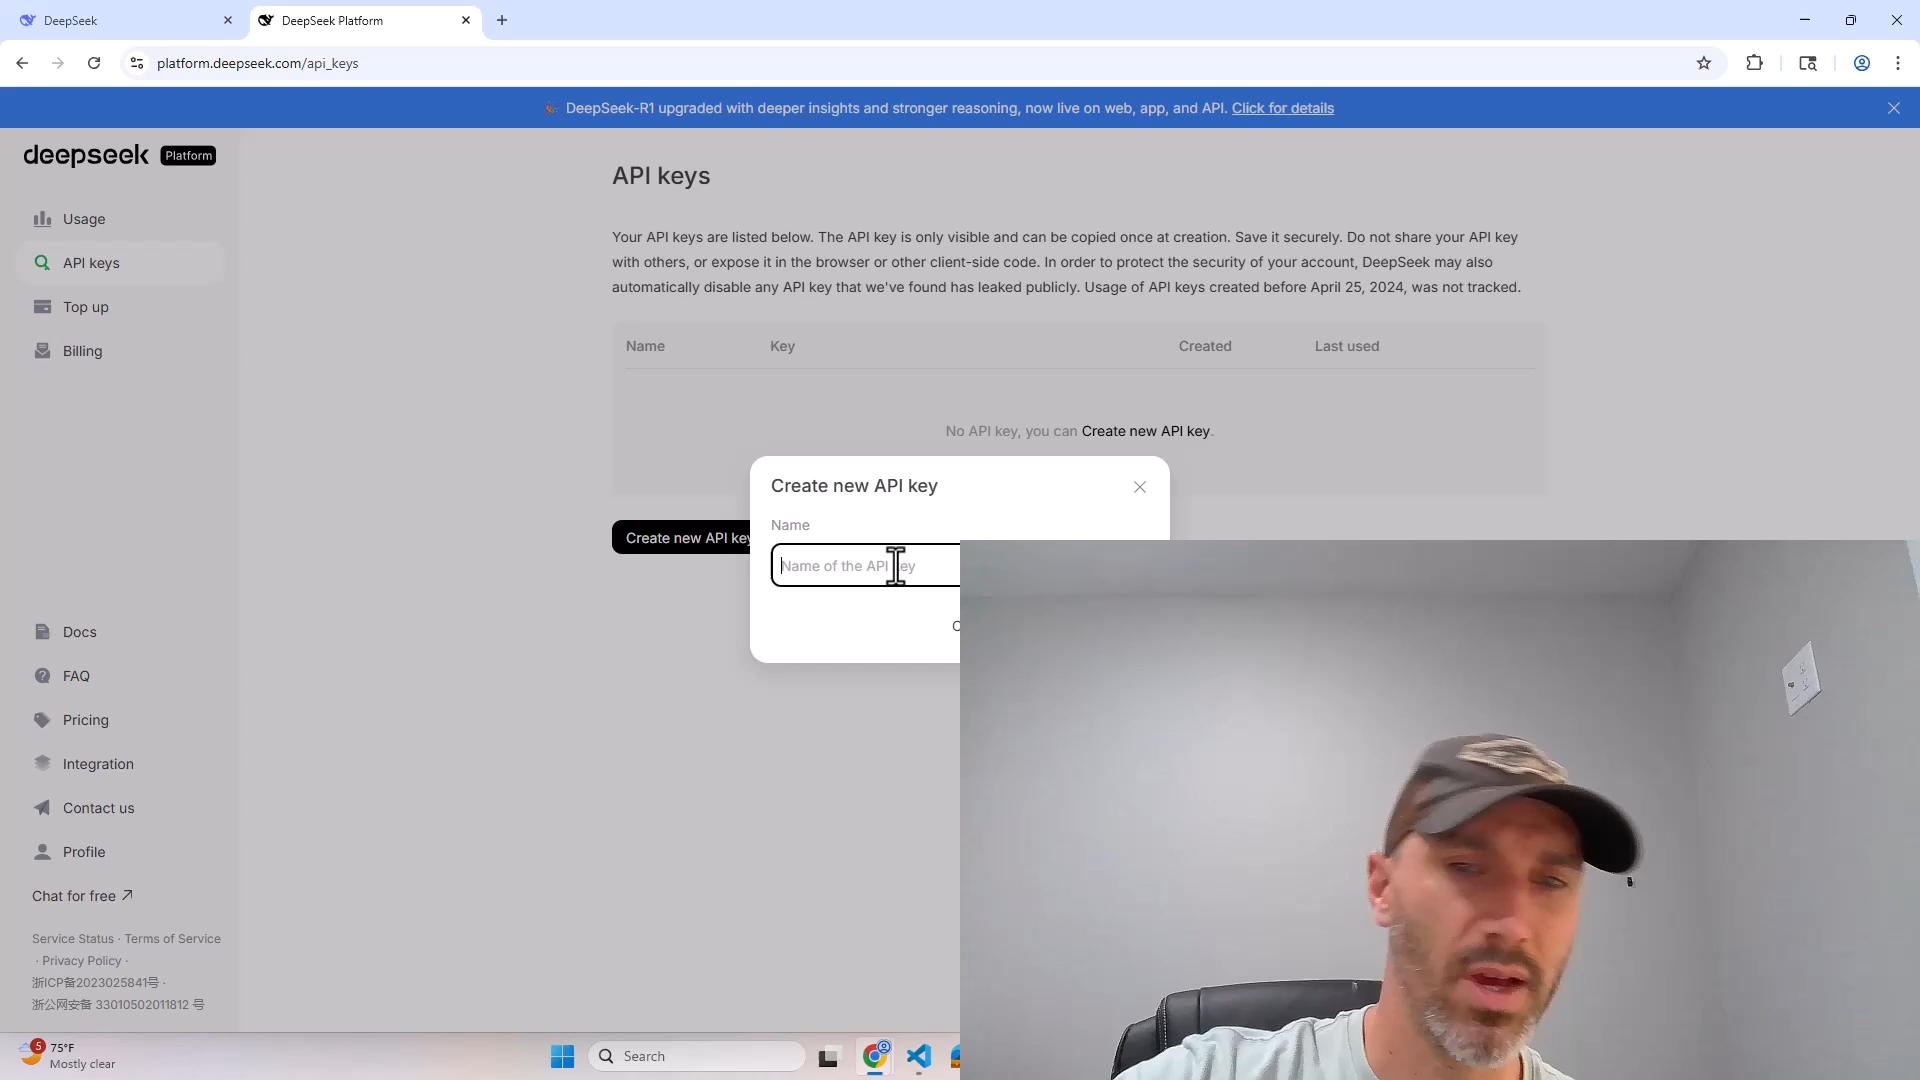 DeepSeek
DeepSeek Platform
platform.deepseek.com/api_keys
DeepSeek-R1 upgraded with deeper insights and stronger reasoning, now live on web, app, and API. Click for details
deepseek Platform
Usage
API keys
Top up
Billing
API keys
Your API keys are listed below. The API key is only visible and can be copied once at creation. Save it securely. Do not share your API key
with others, or expose it in the browser or other client-side code. In order to protect the security of your account, DeepSeek may also
automatically disable any API key that we've found has leaked publicly. Usage of API keys created before April 25, 2024, was not tracked.
Name Key Created Last used
No API key, you can Create new API key.
Create new API key
Create new API key
Name
Name of the API key
C
Docs
FAQ
Pricing
Integration
Contact us
Profile
Chat for free
Service Status · Terms of Service
· Privacy Policy ·
浙ICP备2023025841号 ·
浙公网安备 33010502011812 号
5
75°F
Mostly clear
Search